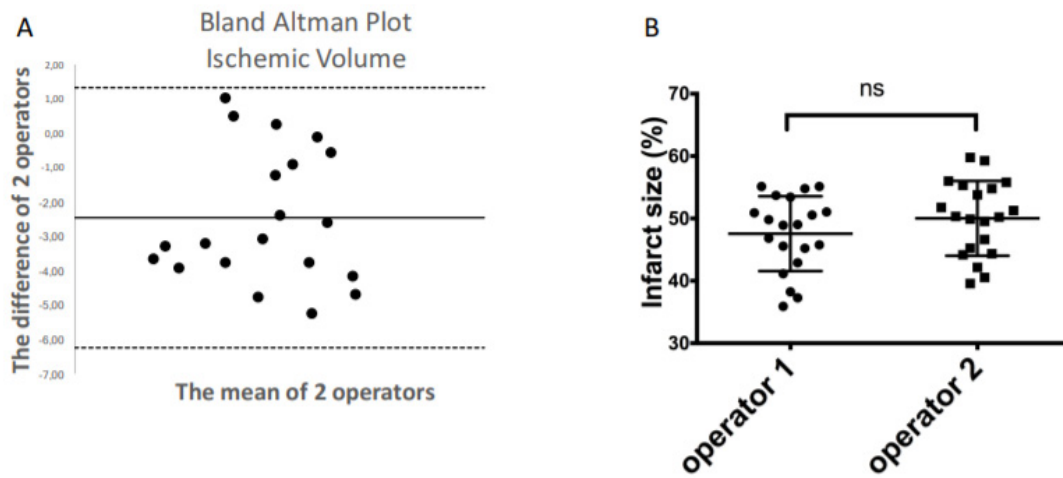 A
Bland Altman Plot
Ischemic Volume
The difference of 2 operators
2,00
1,00
0,00
-1,00
-2,00
-3,00
-4,00
-5,00
-6,00
-7,00
The mean of 2 operators
B
ns
Infarct size (%)
70
60
50
40
30
operator 1
operator 2